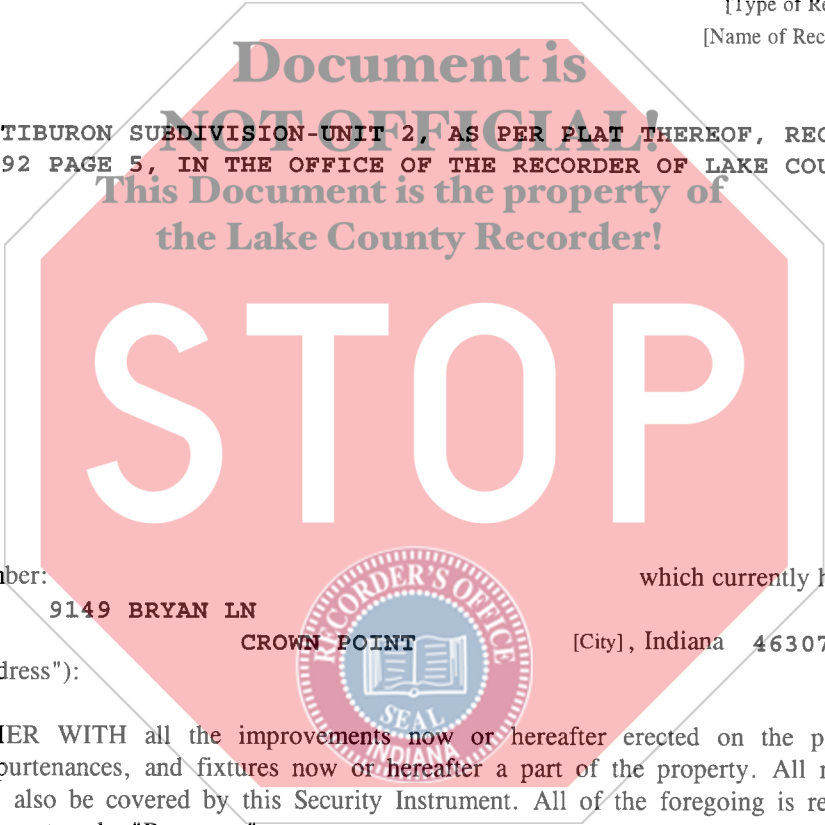 [Type of Re
[Name of Rec
Document is
NOT OFFICIAL!
TIBURON SUBDIVISION-UNIT 2, AS PER PLAT THEREOF, REC
92 PAGE 5, IN THE OFFICE OF THE RECORDER OF LAKE COU
This Document is the property of
the Lake County Recorder!
STOP
ber: which currently h
9149 BRYAN LN
CROWN POINT [City], Indiana 46307
dress"):
RECORDER'S OFFICE
SEAL
INDIANA
ER WITH all the improvements now or hereafter erected on the p
purtenances, and fixtures now or hereafter a part of the property. All r
also be covered by this Security Instrument. All of the foregoing is re